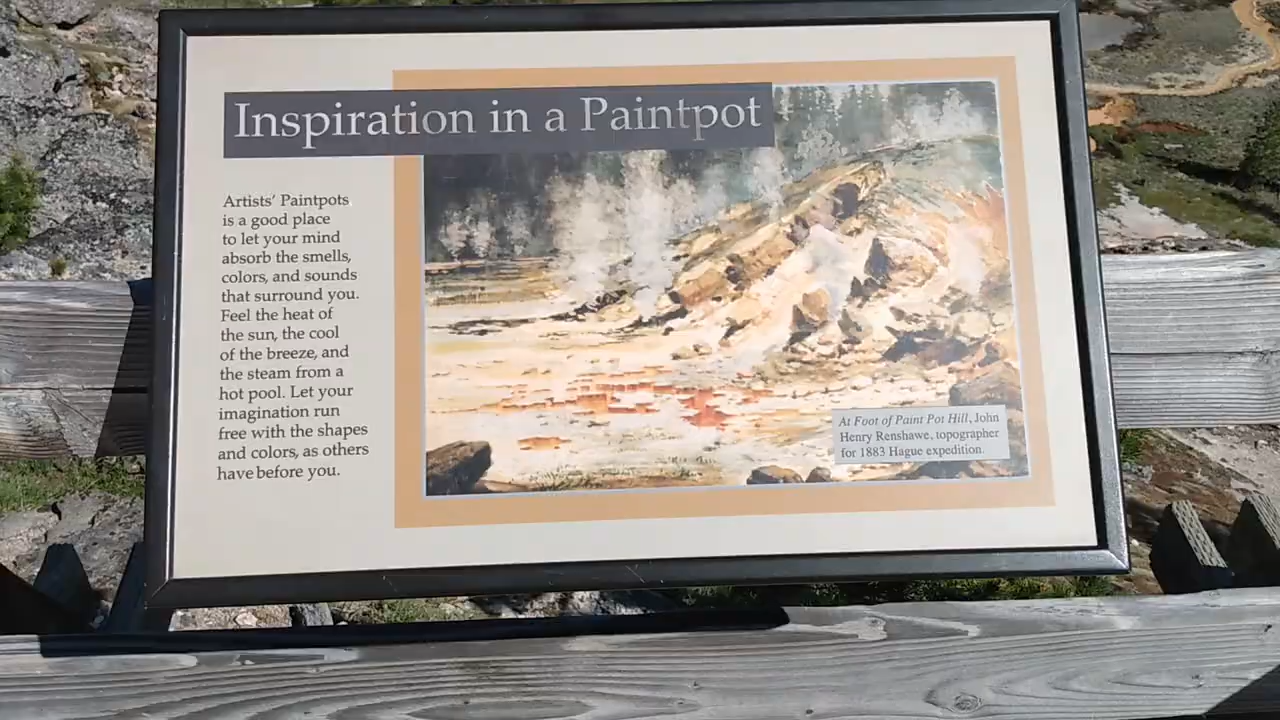 Inspiration in a Paintpot
Artists' Paintpots
is a good place
to let your mind
absorb the smells,
colors, and sounds
that surround you.
Feel the heat of
the sun, the cool
of the breeze, and
the steam from a
hot pool. Let your
imagination run
free with the shapes
and colors, as others
have before you.
At Foot of Paint Pot Hill, John
Henry Renshawe, topographer
for 1883 Hague expedition.